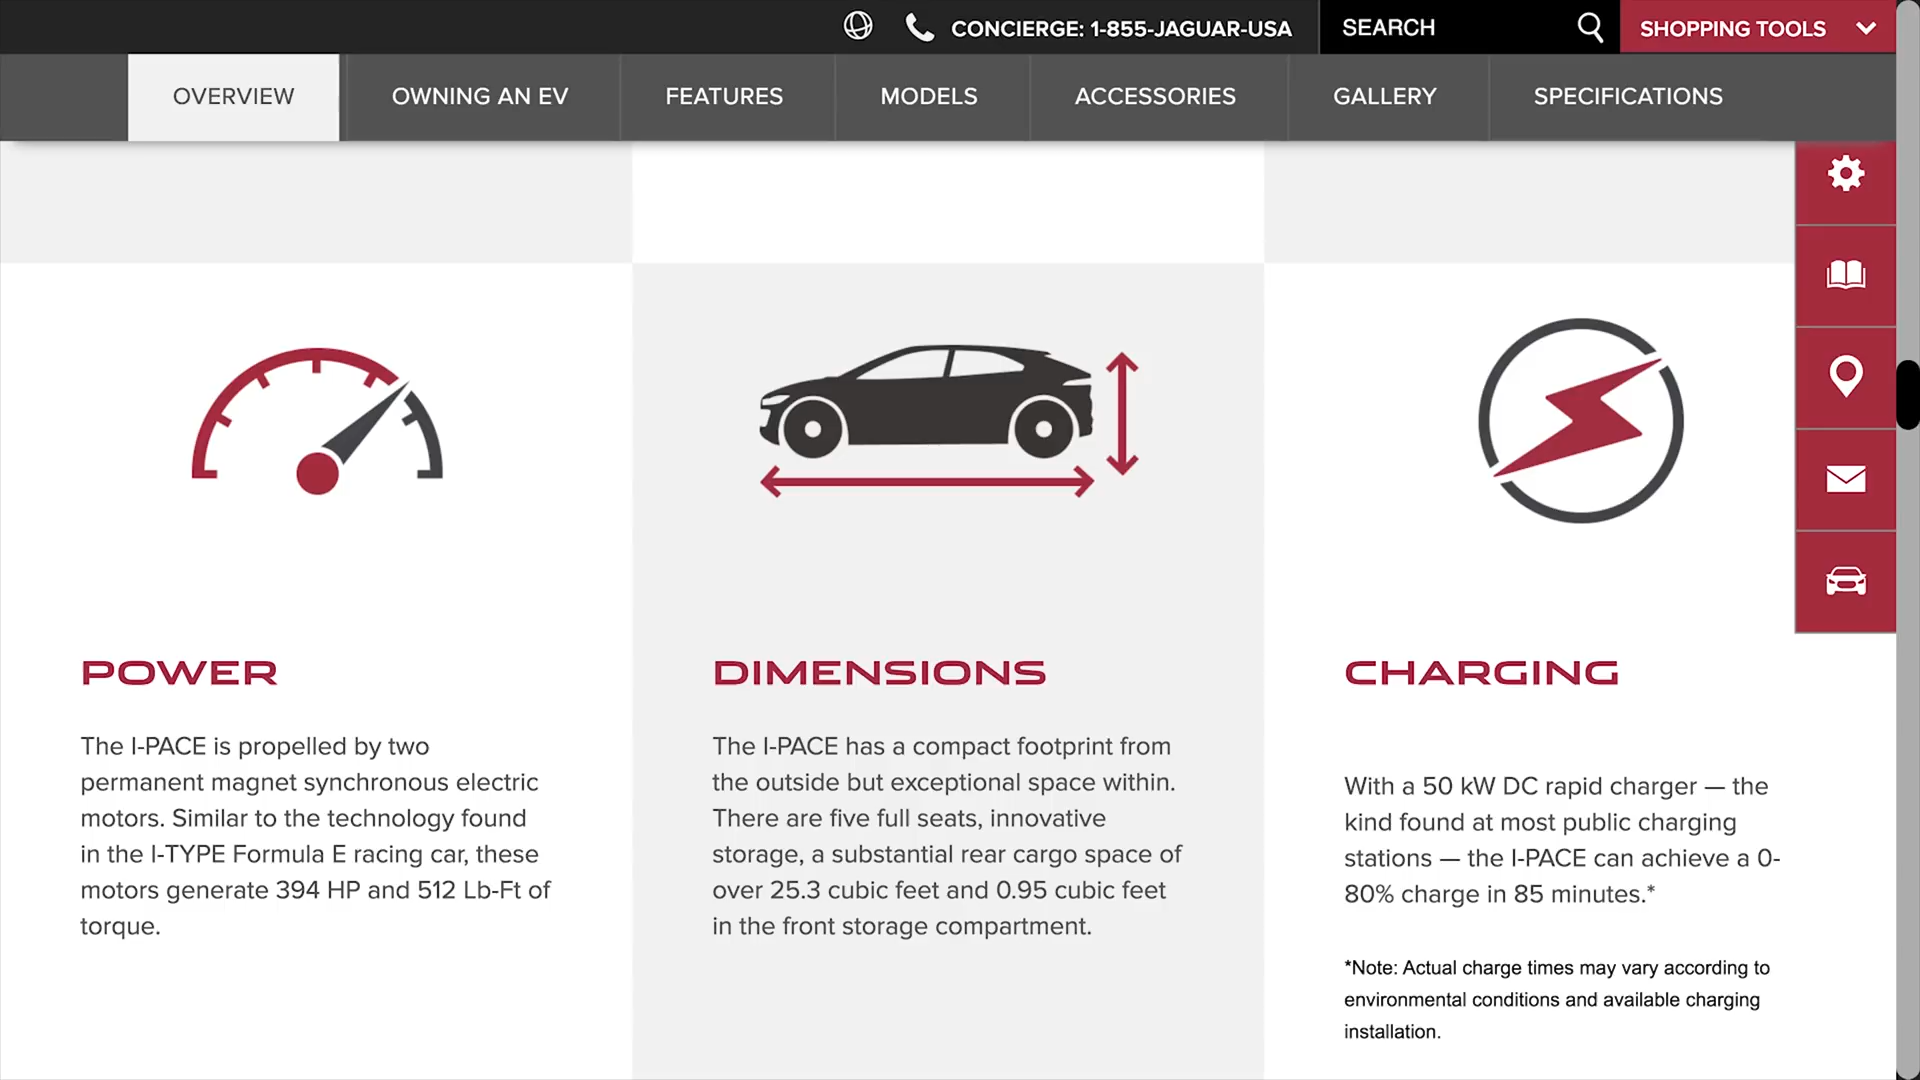 CONCIERGE: 1-855-JAGUAR-USA
SEARCH
SHOPPING TOOLS
OVERVIEW
OWNING AN EV
FEATURES
MODELS
ACCESSORIES
GALLERY
SPECIFICATIONS
POWER
The I-PACE is propelled by two
permanent magnet synchronous electric
motors. Similar to the technology found
in the I-TYPE Formula E racing car, these
motors generate 394 HP and 512 Lb-Ft of
torque.
DIMENSIONS
The I-PACE has a compact footprint from
the outside but exceptional space within.
There are five full seats, innovative
storage, a substantial rear cargo space of
over 25.3 cubic feet and 0.95 cubic feet
in the front storage compartment.
CHARGING
With a 50 kW DC rapid charger — the
kind found at most public charging
stations — the I-PACE can achieve a 0-
80% charge in 85 minutes.*
*Note: Actual charge times may vary according to
environmental conditions and available charging
installation.